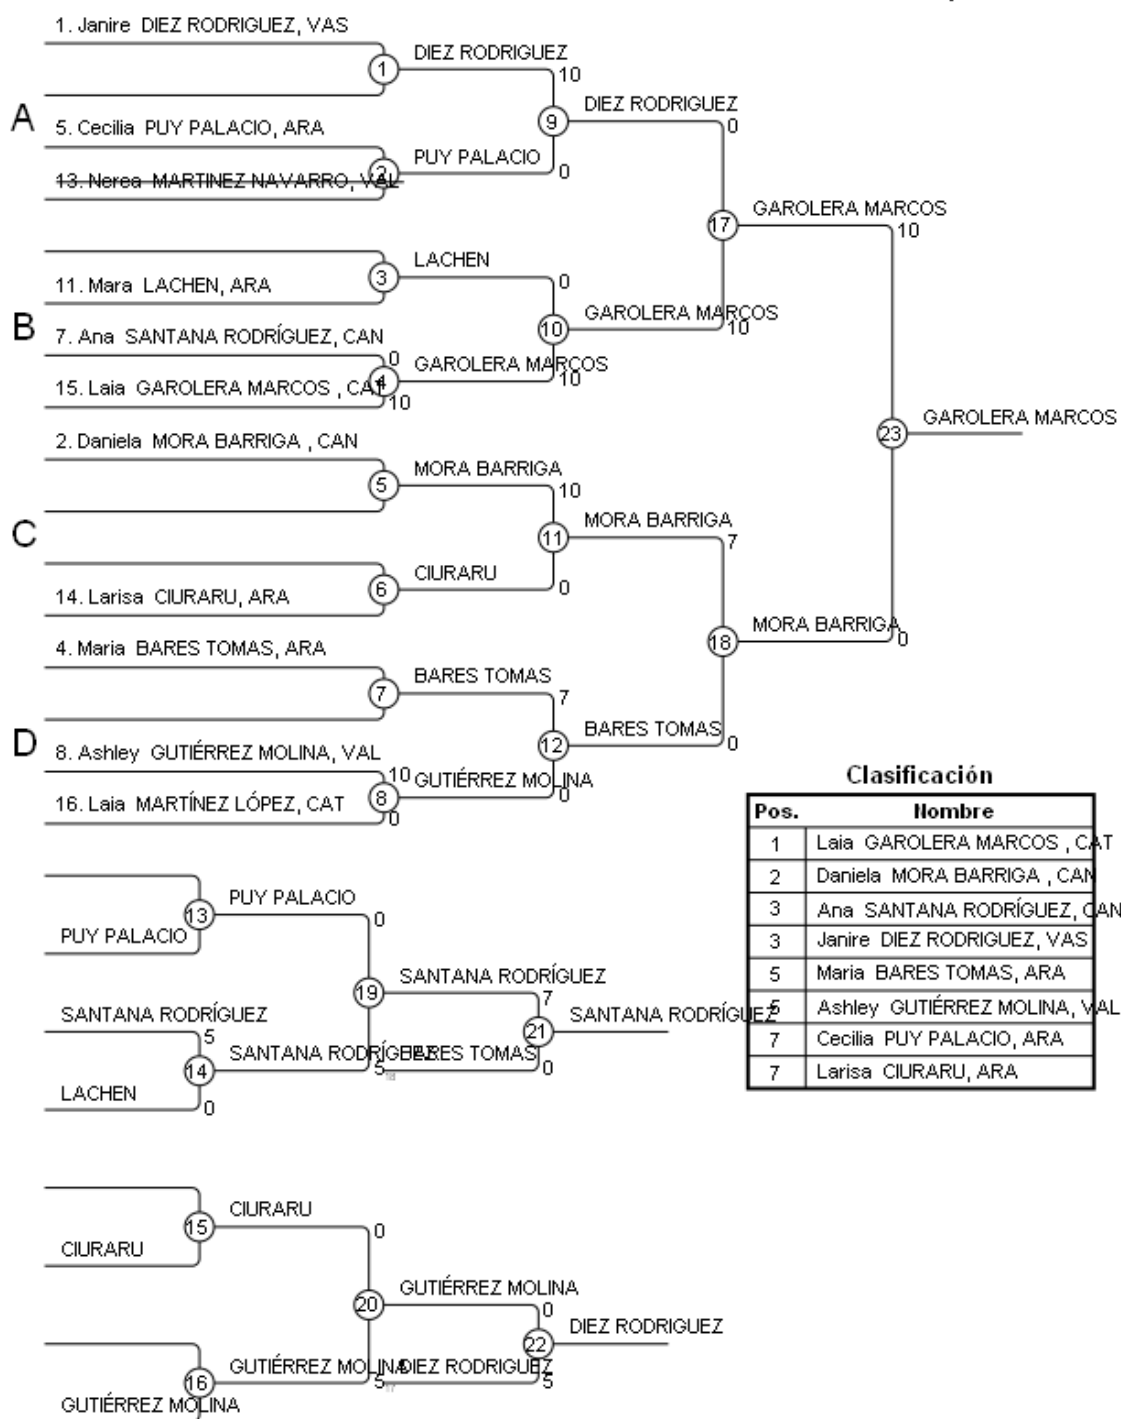 1. Janire DIEZ RODRIGUEZ, VAS
DIEZ RODRIGUEZ
1
10
DIEZ RODRIGUEZ
A
9
0
5. Cecilia PUY PALACIO, ARA
PUY PALACIO
2
0
13. Nerea MARTINEZ NAVARRO, VAL
GAROLERA MARCOS
17
10
LACHEN
3
0
11. Mara LACHEN, ARA
GAROLERA MARCOS
B
10
10
7. Ana SANTANA RODRÍGUEZ, CAN
0
GAROLERA MARCOS
4
10
15. Laia GAROLERA MARCOS , CAT
10
GAROLERA MARCOS
23
2. Daniela MORA BARRIGA , CAN
MORA BARRIGA
5
10
MORA BARRIGA
C
11
7
CIURARU
6
0
14. Larisa CIURARU, ARA
MORA BARRIGA
18
0
4. Maria BARES TOMAS, ARA
BARES TOMAS
7
7
BARES TOMAS
D
12
0
8. Ashley GUTIÉRREZ MOLINA, VAL
10
GUTIÉRREZ MOLINA
8
0
16. Laia MARTÍNEZ LÓPEZ, CAT
0
Clasificación
Pos. Nombre
1 Laia GAROLERA MARCOS , CAT
2 Daniela MORA BARRIGA , CAN
3 Ana SANTANA RODRÍGUEZ, CAN
3 Janire DIEZ RODRIGUEZ, VAS
5 Maria BARES TOMAS, ARA
5 Ashley GUTIÉRREZ MOLINA, VAL
7 Cecilia PUY PALACIO, ARA
7 Larisa CIURARU, ARA
PUY PALACIO
13
0
PUY PALACIO
SANTANA RODRÍGUEZ
19
7
SANTANA RODRÍGUEZ
SANTANA RODRÍGUEZ
5
21
SANTANA RODRÍGUEZ
BARES TOMAS
14
5
18
0
LACHEN
0
CIURARU
15
0
CIURARU
GUTIÉRREZ MOLINA
20
0
DIEZ RODRIGUEZ
22
GUTIÉRREZ MOLINA
DIEZ RODRIGUEZ
16
5
17
5
GUTIÉRREZ MOLINA